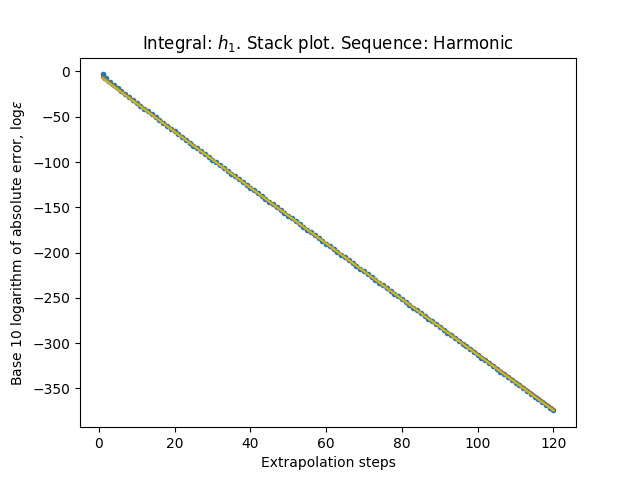 Integral: h₁. Stack plot. Sequence: Harmonic
0
−50
−100
−150
−200
−250
−300
−350
Base 10 logarithm of absolute error, logε
0 20 40 60 80 100 120
Extrapolation steps